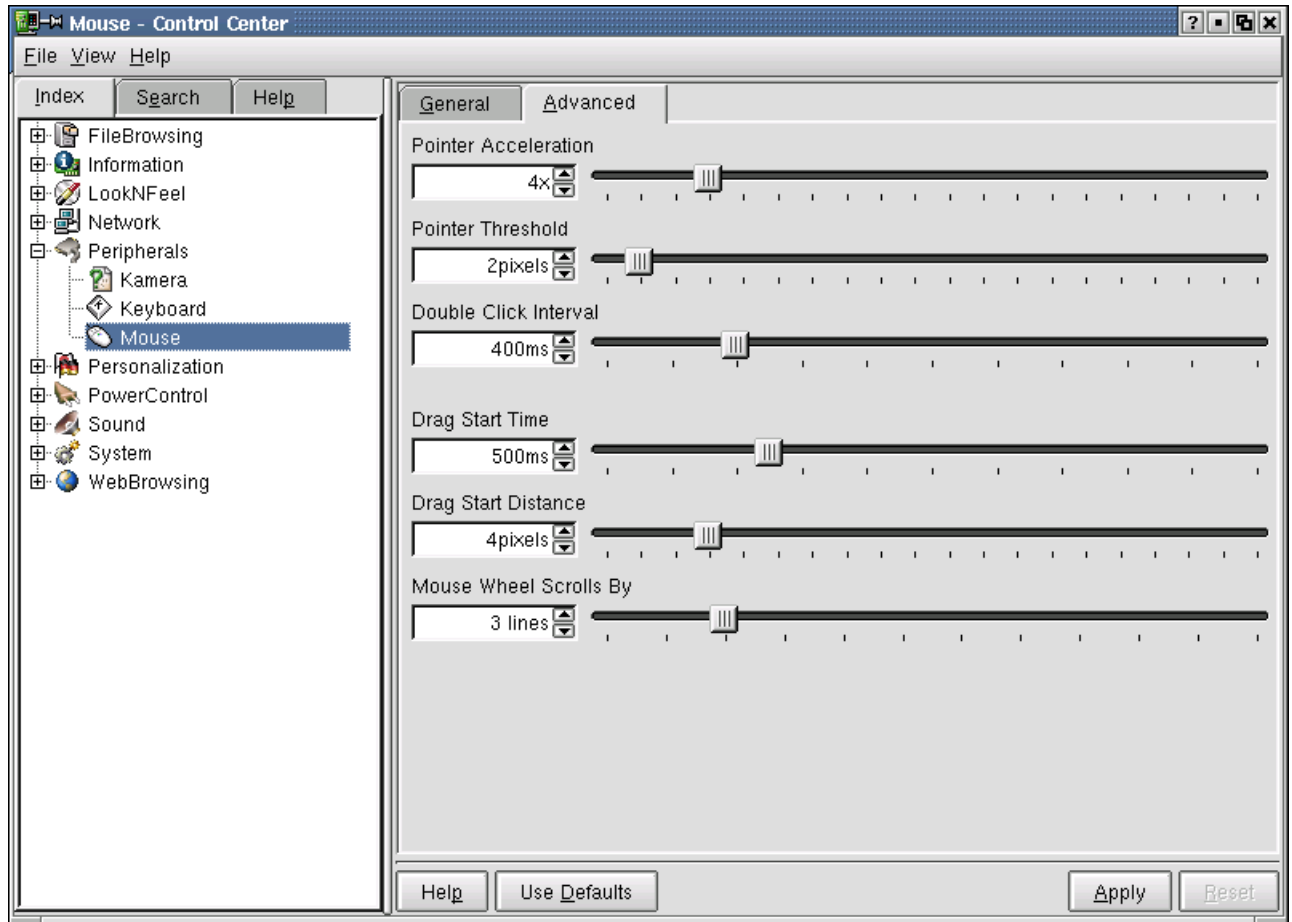 Mouse - Control Center
File View Help
Index Search Help
FileBrowsing
Information
LookNFeel
Network
Peripherals
Kamera
Keyboard
Mouse
Personalization
PowerControl
Sound
System
WebBrowsing
General Advanced
Pointer Acceleration
4x
Pointer Threshold
2pixels
Double Click Interval
400ms
Drag Start Time
500ms
Drag Start Distance
4pixels
Mouse Wheel Scrolls By
3 lines
Help Use Defaults Apply Reset